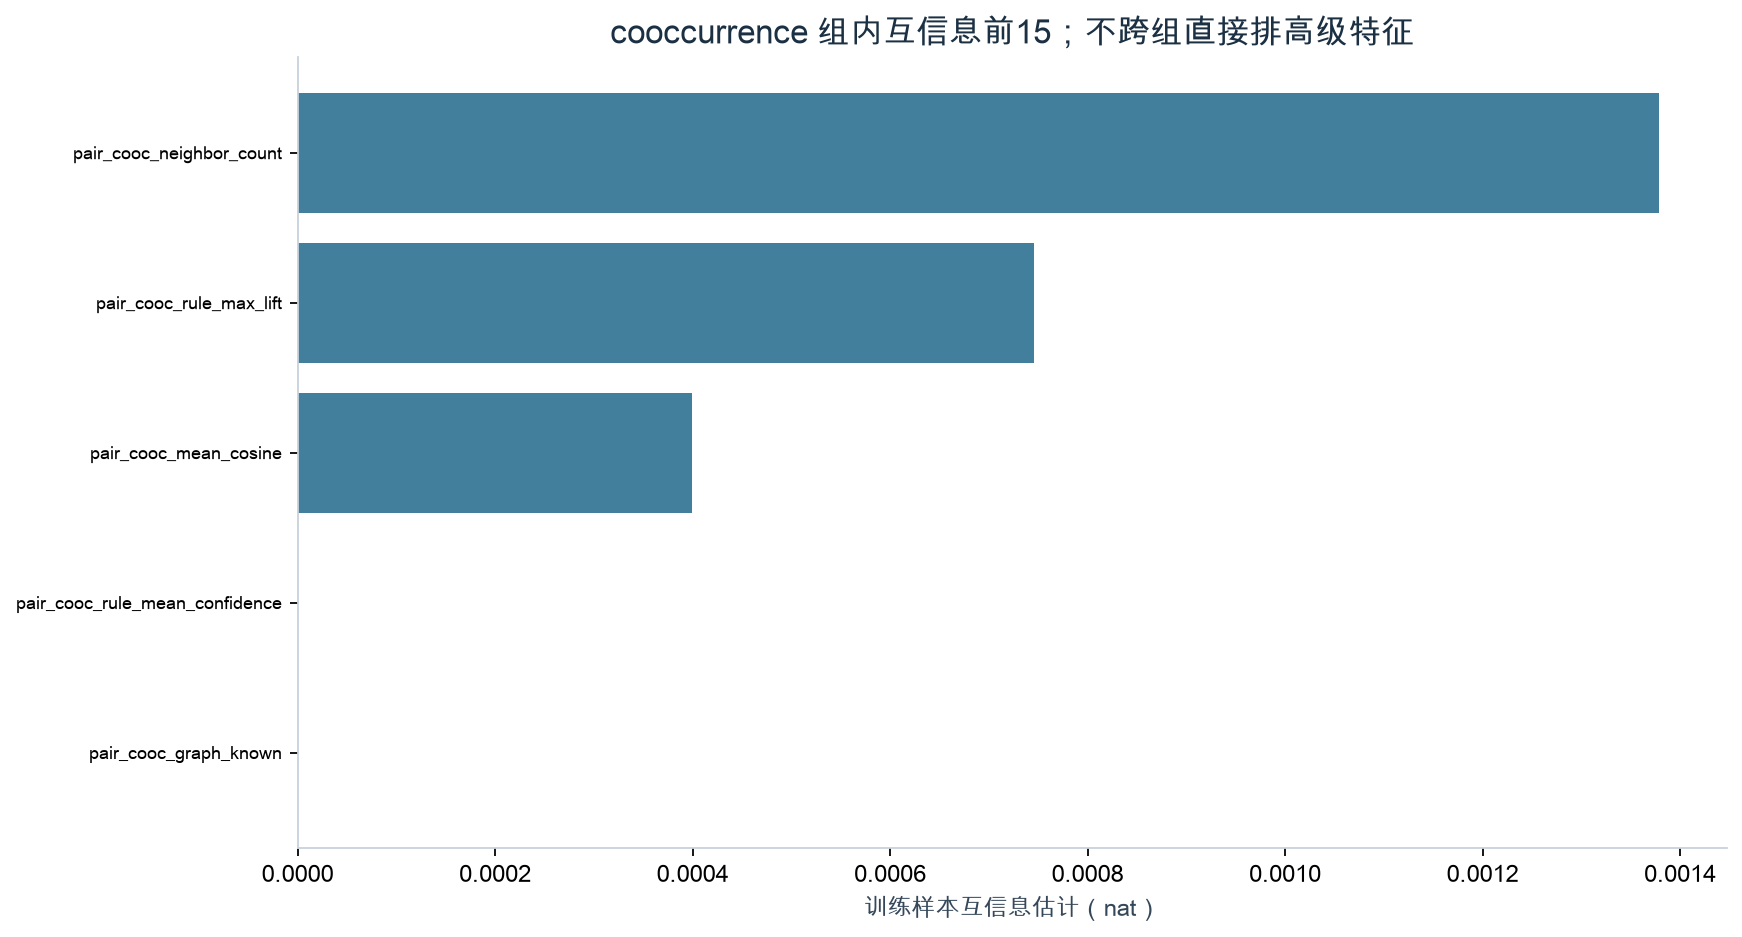 cooccurrence 组内互信息前15；不跨组直接排高级特征
pair_cooc_neighbor_count
pair_cooc_rule_max_lift
pair_cooc_mean_cosine
pair_cooc_rule_mean_confidence
pair_cooc_graph_known
0.0000 0.0002 0.0004 0.0006 0.0008 0.0010 0.0012 0.0014
训练样本互信息估计（nat）